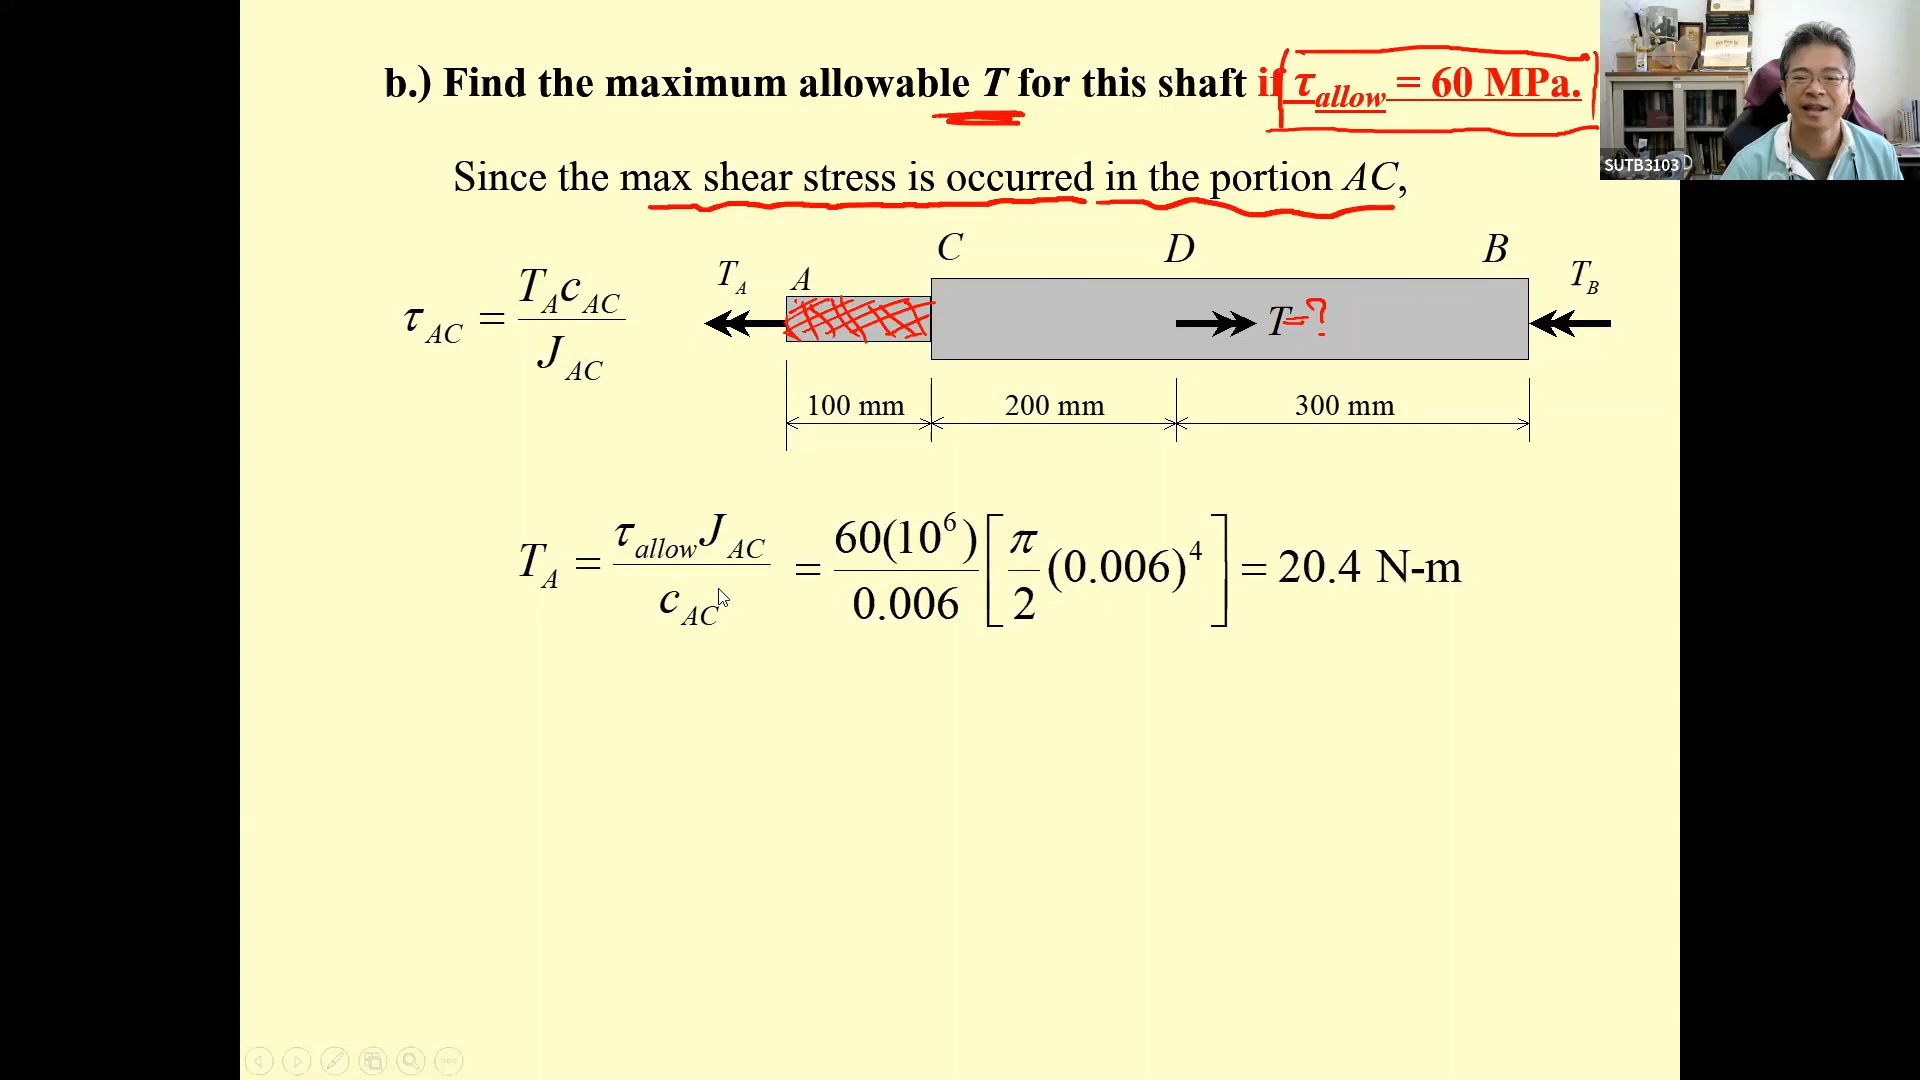 b.) Find the maximum allowable T for this shaft if τallow = 60 MPa.
SUTB3103
Since the max shear stress is occurred in the portion AC,
C D B
TA A TB
τAC = TAcAC / JAC
T=?
100 mm 200 mm 300 mm
TA = τallowJAC / cAC = 60(10^6) / 0.006 [π/2 (0.006)^4] = 20.4 N-m